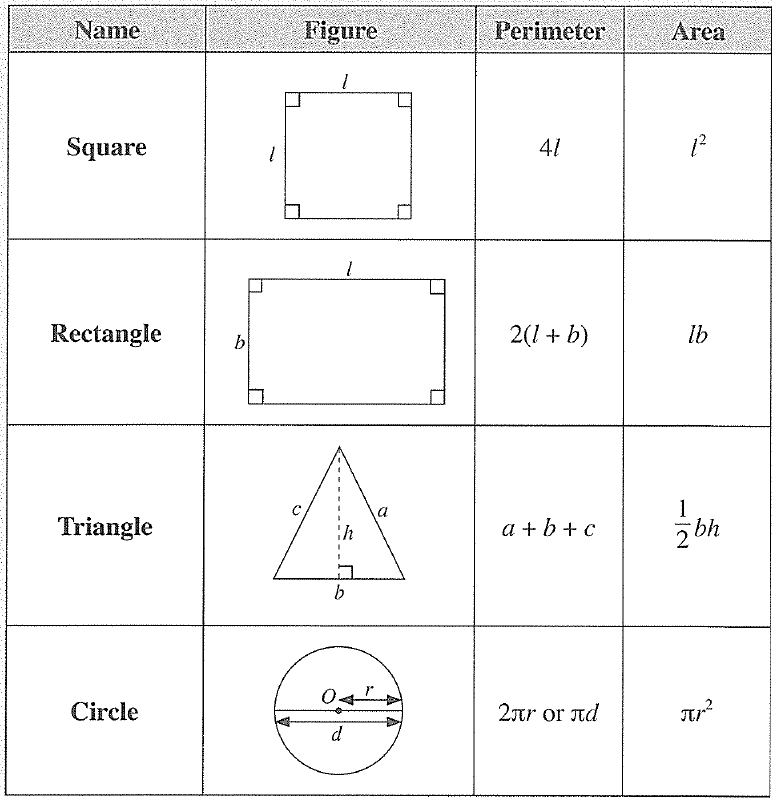 Name Figure Perimeter Area
l
Square l 4l l²
l
Rectangle b 2(l + b) lb
Triangle c a h b a + b + c 1/2 bh
Circle O r d 2πr or πd πr²